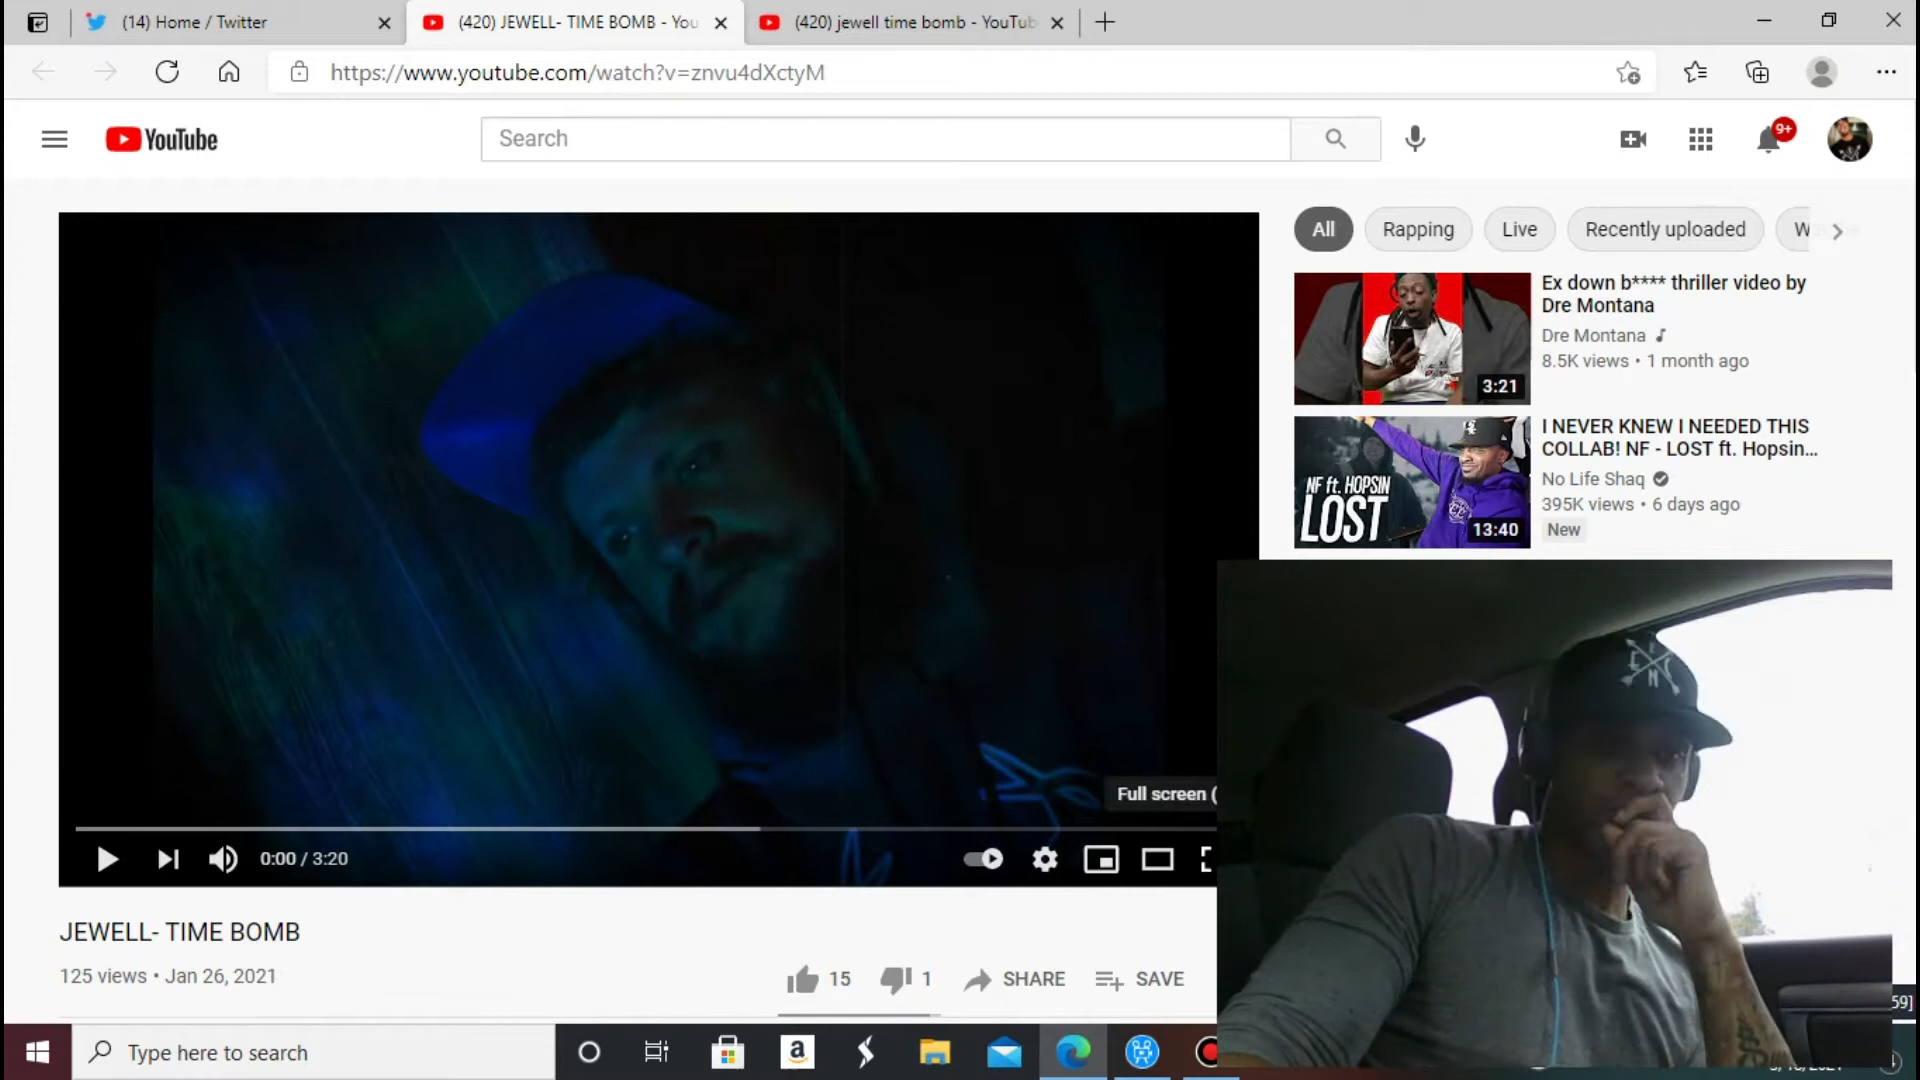 (14) Home / Twitter
(420) JEWELL- TIME BOMB - You
(420) jewell time bomb - YouTub
https://www.youtube.com/watch?v=znvu4dXctyM
YouTube
Search
9+
All
Rapping
Live
Recently uploaded
Ex down b**** thriller video by
Dre Montana
Dre Montana
8.5K views • 1 month ago
3:21
I NEVER KNEW I NEEDED THIS
COLLAB! NF - LOST ft. Hopsin...
No Life Shaq
395K views • 6 days ago
New
NF ft. HOPSIN
LOST
13:40
Full screen (
0:00 / 3:20
JEWELL- TIME BOMB
125 views • Jan 26, 2021
15
1
SHARE
SAVE
59]
Type here to search